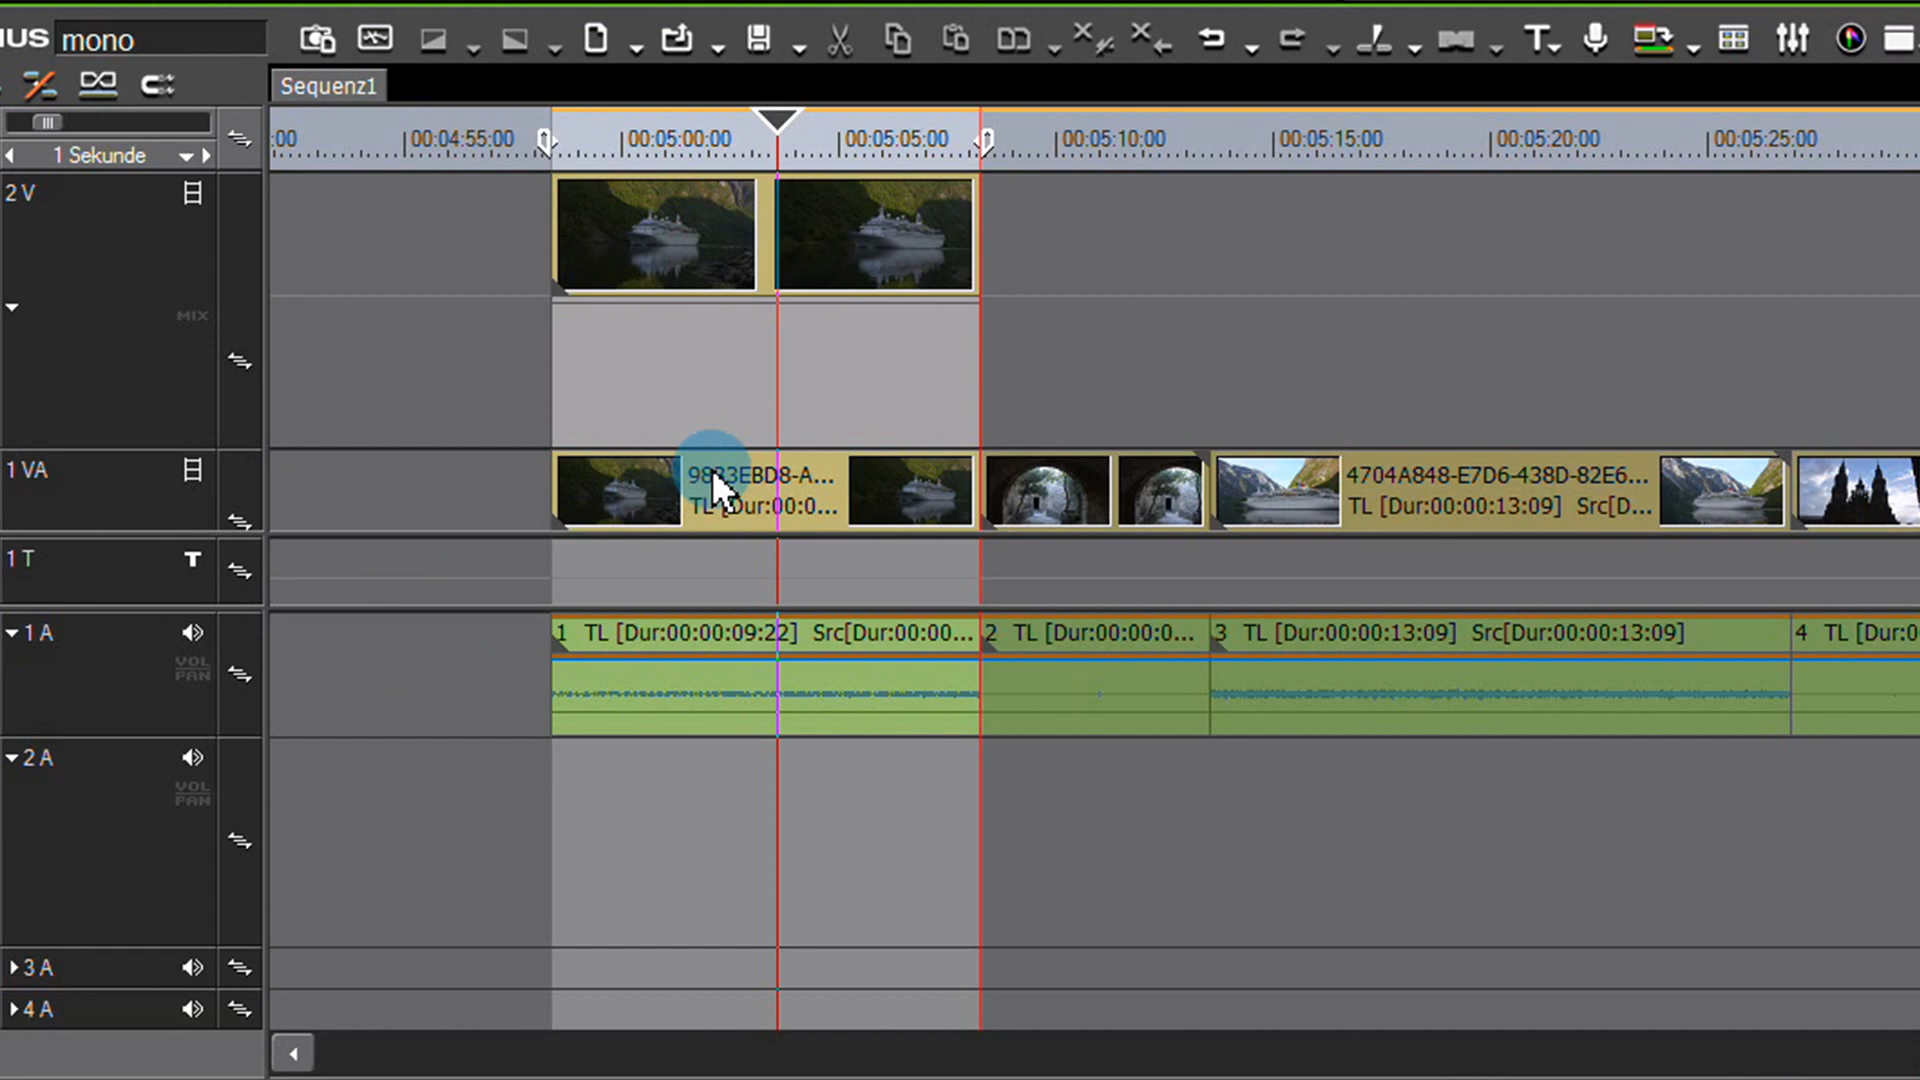 IUS mono
Sequenz1
:00 00:04:55:00 00:05:00:00 00:05:05:00 00:05:10:00 00:05:15:00 00:05:20:00 00:05:25:00
1 Sekunde
2 V
MIX
1 VA
9833EBD8-A... 4704A848-E7D6-438D-82E6...
TL [Dur:00:0... TL [Dur:00:00:13:09] Src[D...
1 T T
1 A
1 TL [Dur:00:00:09:22] Src[Dur:00:00... 2 TL [Dur:00:00:0... 3 TL [Dur:00:00:13:09] Src[Dur:00:00:13:09] 4 TL [Dur:0
VOL
PAN
2 A
VOL
PAN
3 A
4 A